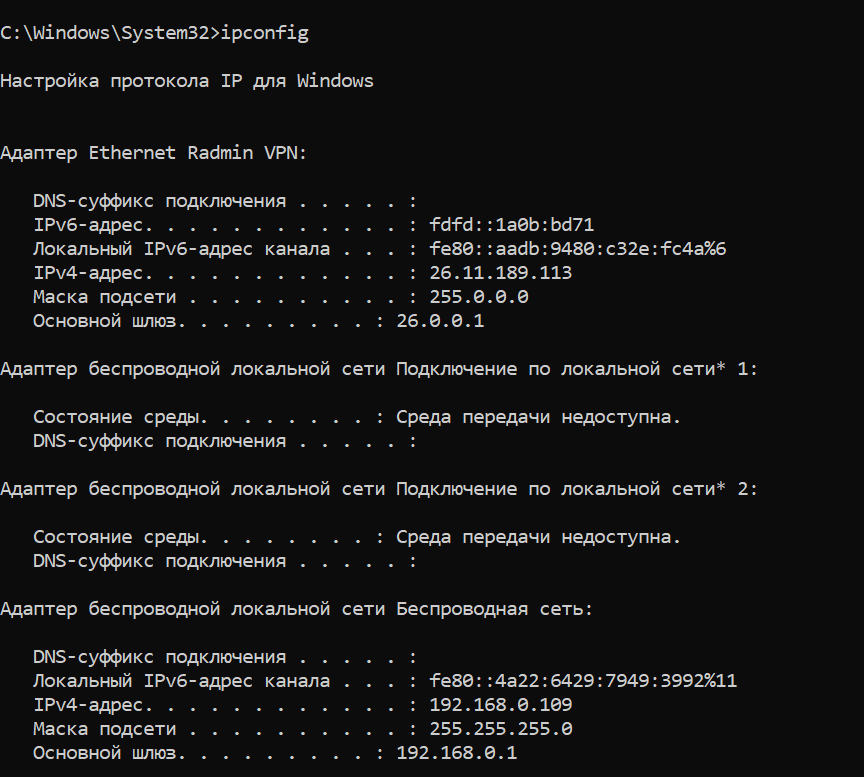 C:\Windows\System32>ipconfig
Настройка протокола IP для Windows
Адаптер Ethernet Radmin VPN:
DNS-суффикс подключения . . . . . :
IPv6-адрес. . . . . . . . . . . . : fdfd::1a0b:bd71
Локальный IPv6-адрес канала . . . : fe80::aadb:9480:c32e:fc4a%6
IPv4-адрес. . . . . . . . . . . . : 26.11.189.113
Маска подсети . . . . . . . . . . : 255.0.0.0
Основной шлюз. . . . . . . . . : 26.0.0.1
Адаптер беспроводной локальной сети Подключение по локальной сети* 1:
Состояние среды. . . . . . . . : Среда передачи недоступна.
DNS-суффикс подключения . . . . . :
Адаптер беспроводной локальной сети Подключение по локальной сети* 2:
Состояние среды. . . . . . . . : Среда передачи недоступна.
DNS-суффикс подключения . . . . . :
Адаптер беспроводной локальной сети Беспроводная сеть:
DNS-суффикс подключения . . . . . :
Локальный IPv6-адрес канала . . . : fe80::4a22:6429:7949:3992%11
IPv4-адрес. . . . . . . . . . . . : 192.168.0.109
Маска подсети . . . . . . . . . . : 255.255.255.0
Основной шлюз. . . . . . . . . : 192.168.0.1